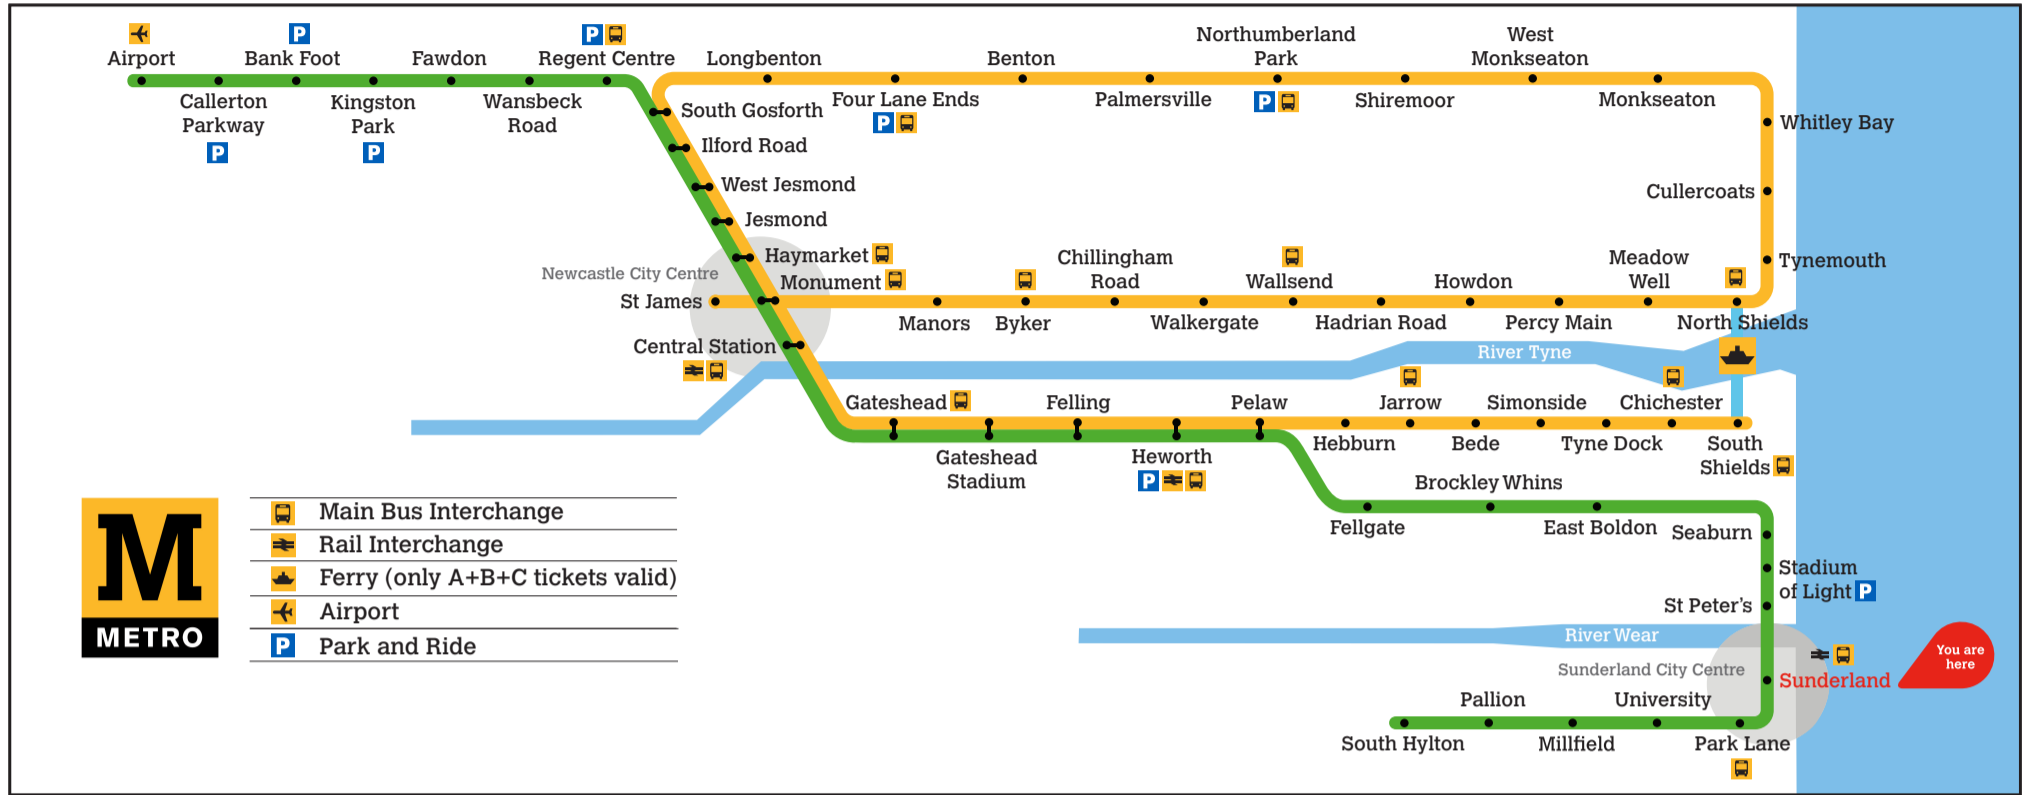 Airport
Bank Foot
Fawdon
Regent Centre
Callerton
Parkway
Kingston
Park
Wansbeck
Road
P
P
P
P
Longbenton
Benton
Northumberland
Park
West
Monkseaton
South Gosforth
Four Lane Ends
P
Palmersville
P
Shiremoor
Monkseaton
Ilford Road
West Jesmond
Jesmond
Whitley Bay
Cullercoats
Tynemouth
Newcastle City Centre
Haymarket
Monument
St James
Central Station
Chillingham
Road
Wallsend
Howdon
Meadow
Well
Manors
Byker
Walkergate
Hadrian Road
Percy Main
North Shields
River Tyne
Gateshead
Felling
Pelaw
Jarrow
Simonside
Chichester
Gateshead
Stadium
Heworth
P
Hebburn
Bede
Tyne Dock
South
Shields
Brockley Whins
Fellgate
East Boldon
Seaburn
Stadium
of Light P
St Peter's
River Wear
Sunderland City Centre
Sunderland
You are
here
Pallion
University
South Hylton
Millfield
Park Lane
M
METRO
Main Bus Interchange
Rail Interchange
Ferry (only A+B+C tickets valid)
Airport
P Park and Ride